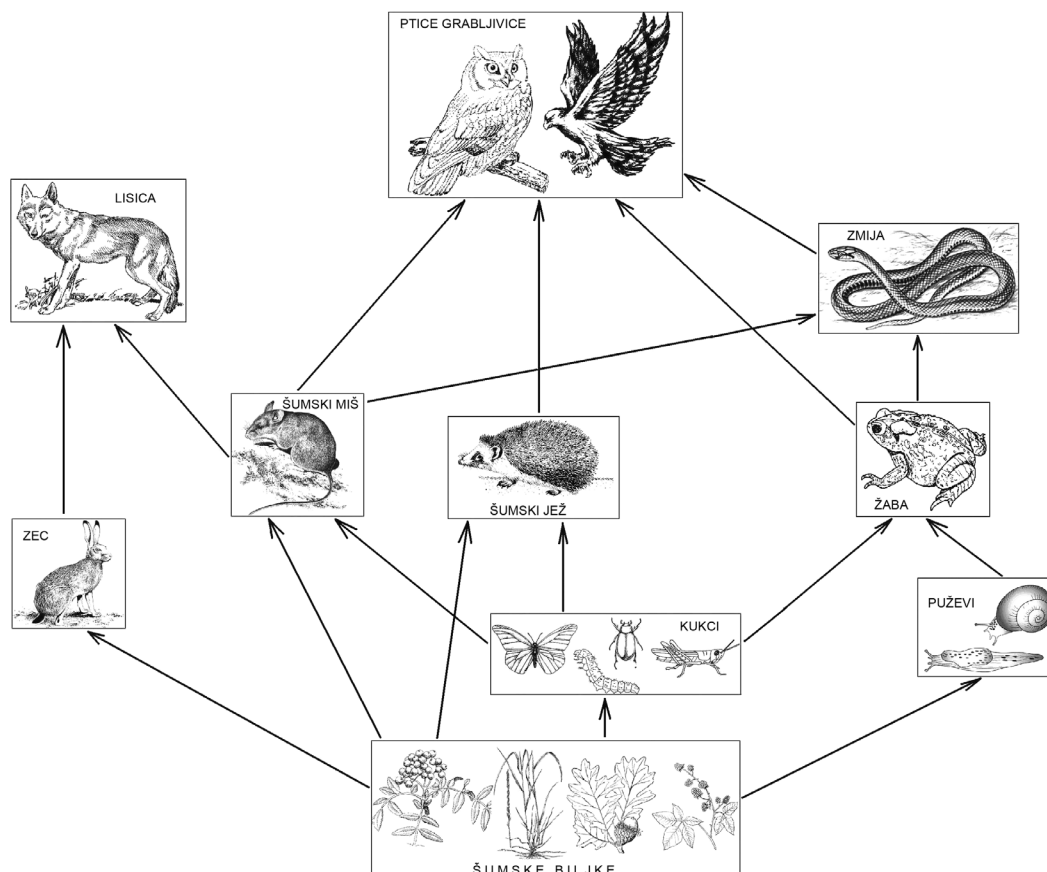 PTICE GRABLJIVICE
LISICA
ZMIJA
ŠUMSKI MIŠ
ŠUMSKI JEŽ
ŽABA
ZEC
KUKCI
PUŽEVI
ŠUMSKE BILJKE